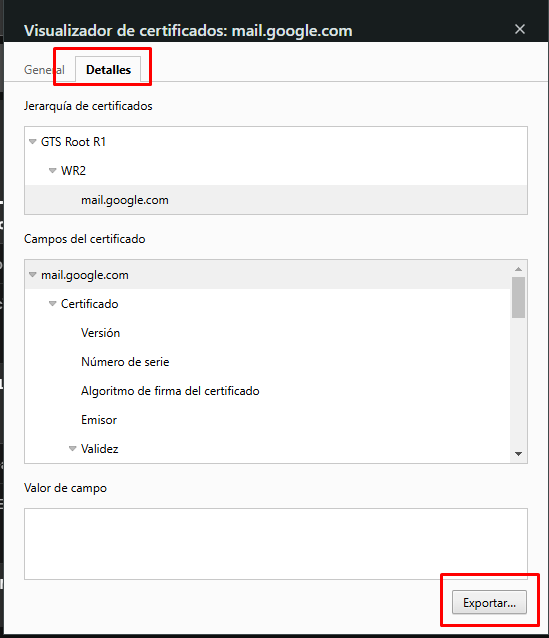 Visualizador de certificados: mail.google.com
General
Detalles
Jerarquía de certificados
GTS Root R1
WR2
mail.google.com
Campos del certificado
mail.google.com
Certificado
Versión
Número de serie
Algoritmo de firma del certificado
Emisor
Validez
Valor de campo
Exportar...